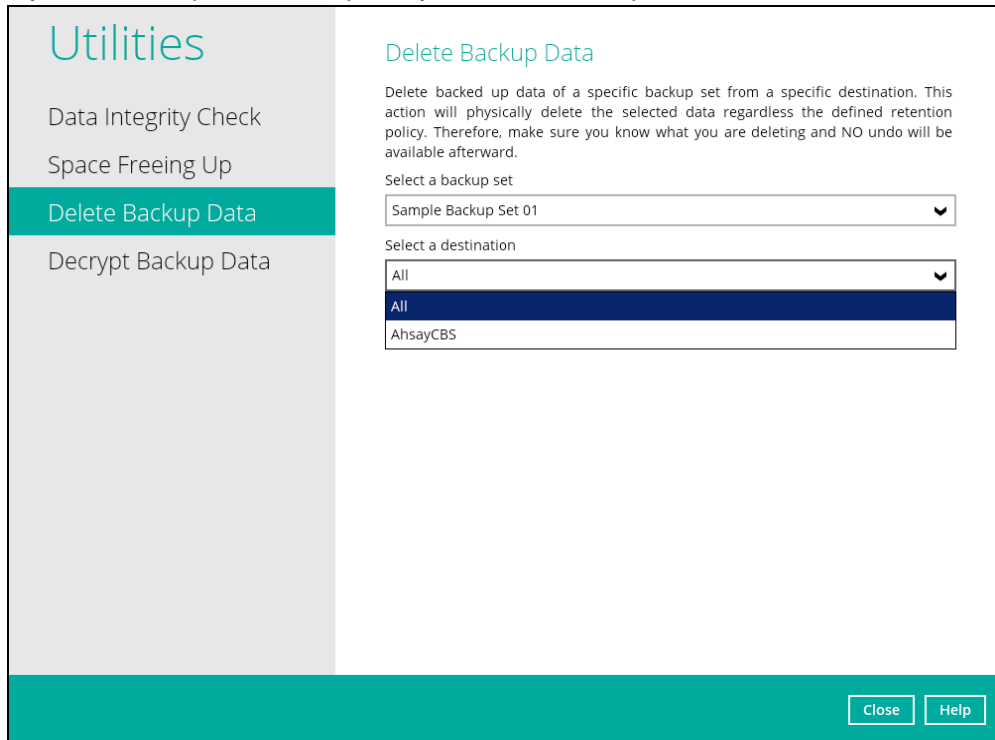 Utilities
Data Integrity Check
Space Freeing Up
Delete Backup Data
Decrypt Backup Data
Delete Backup Data
Delete backed up data of a specific backup set from a specific destination. This
action will physically delete the selected data regardless the defined retention
policy. Therefore, make sure you know what you are deleting and NO undo will be
available afterward.
Select a backup set
Sample Backup Set 01
Select a destination
All
All
AhsayCBS
Close
Help